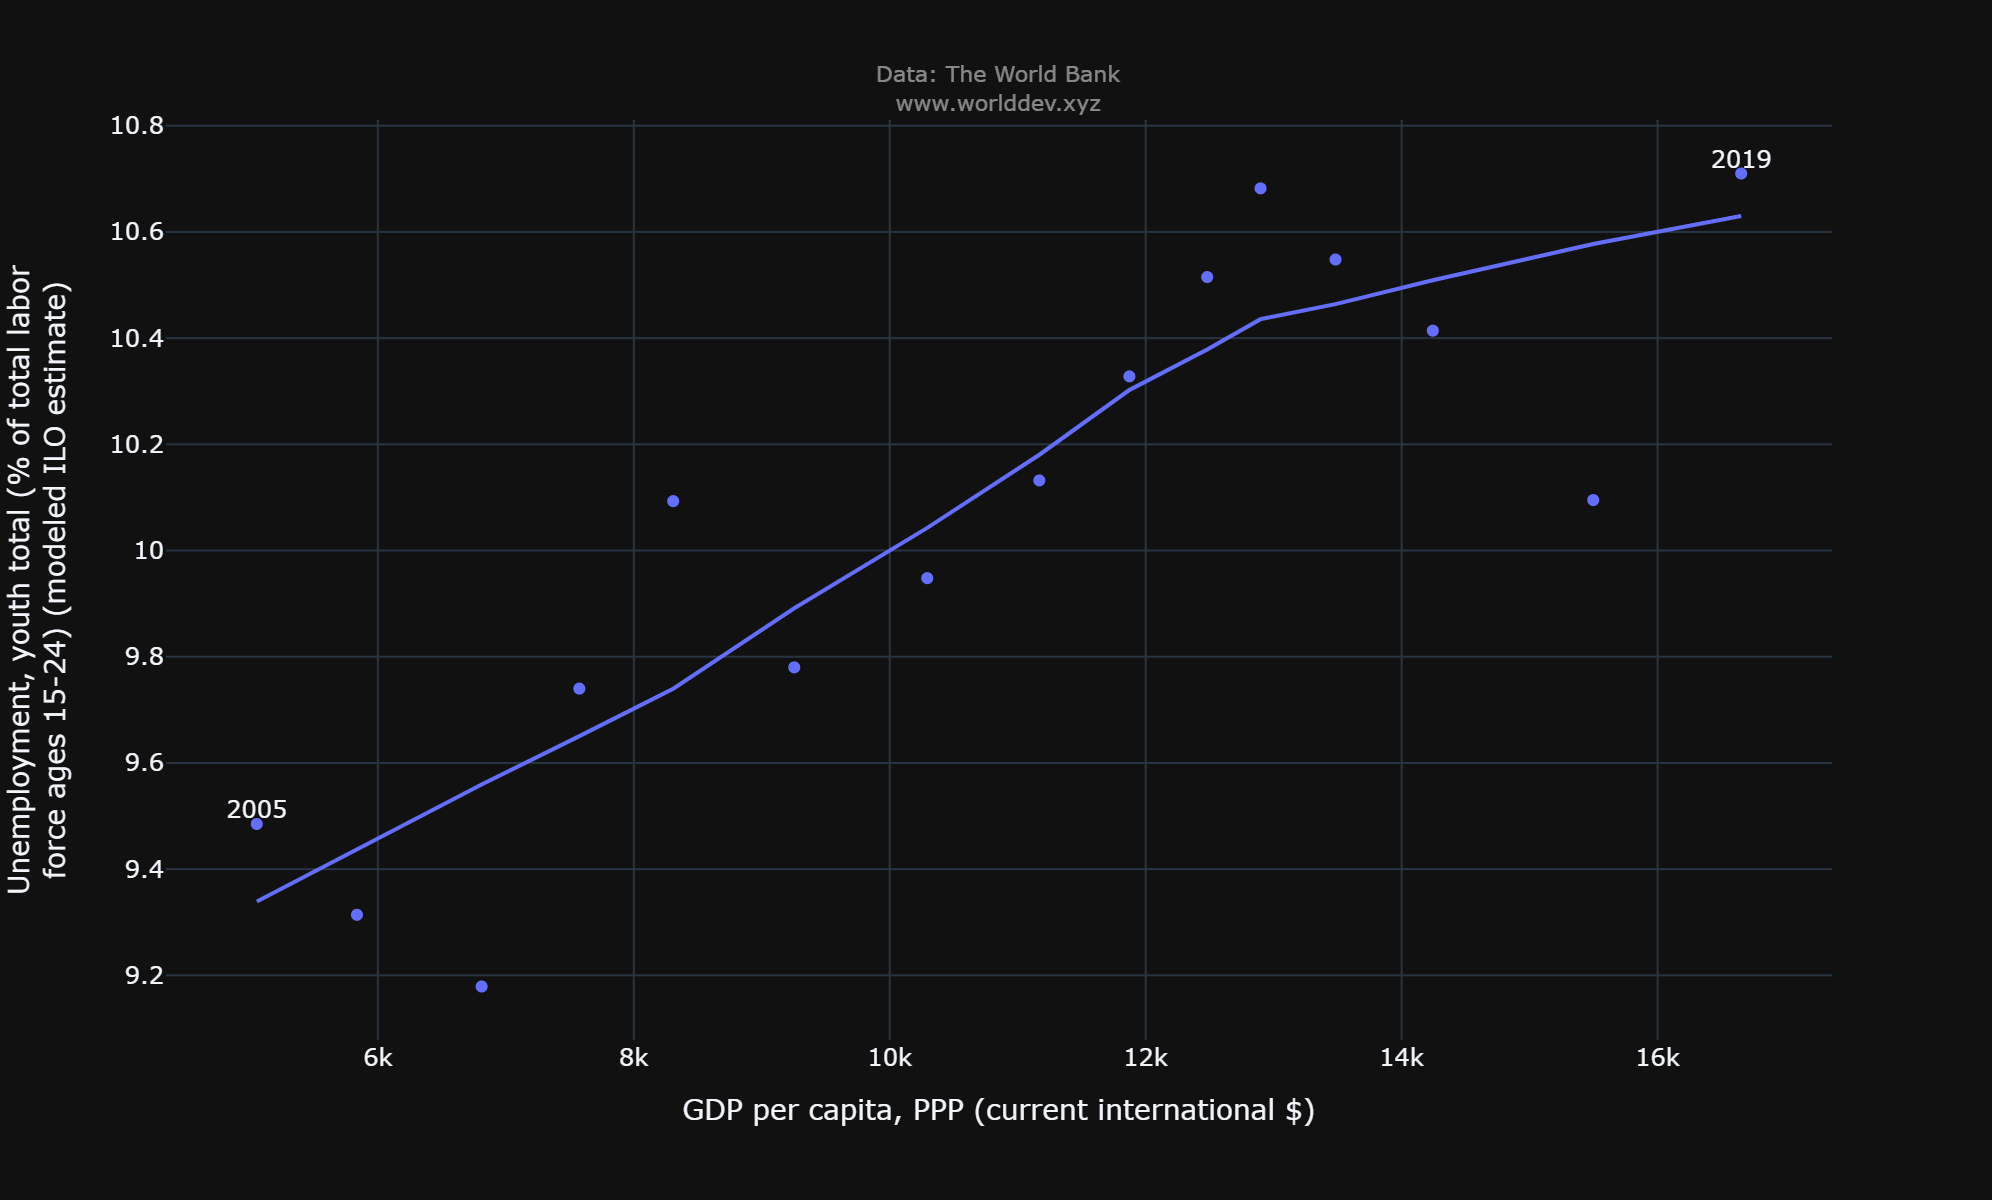 Data: The World Bank
www.worlddev.xyz
10.8
10.6
10.4
10.2
10
9.8
9.6
9.4
9.2
Unemployment, youth total (% of total labor
force ages 15-24) (modeled ILO estimate)
2005
2019
6k
8k
10k
12k
14k
16k
GDP per capita, PPP (current international $)